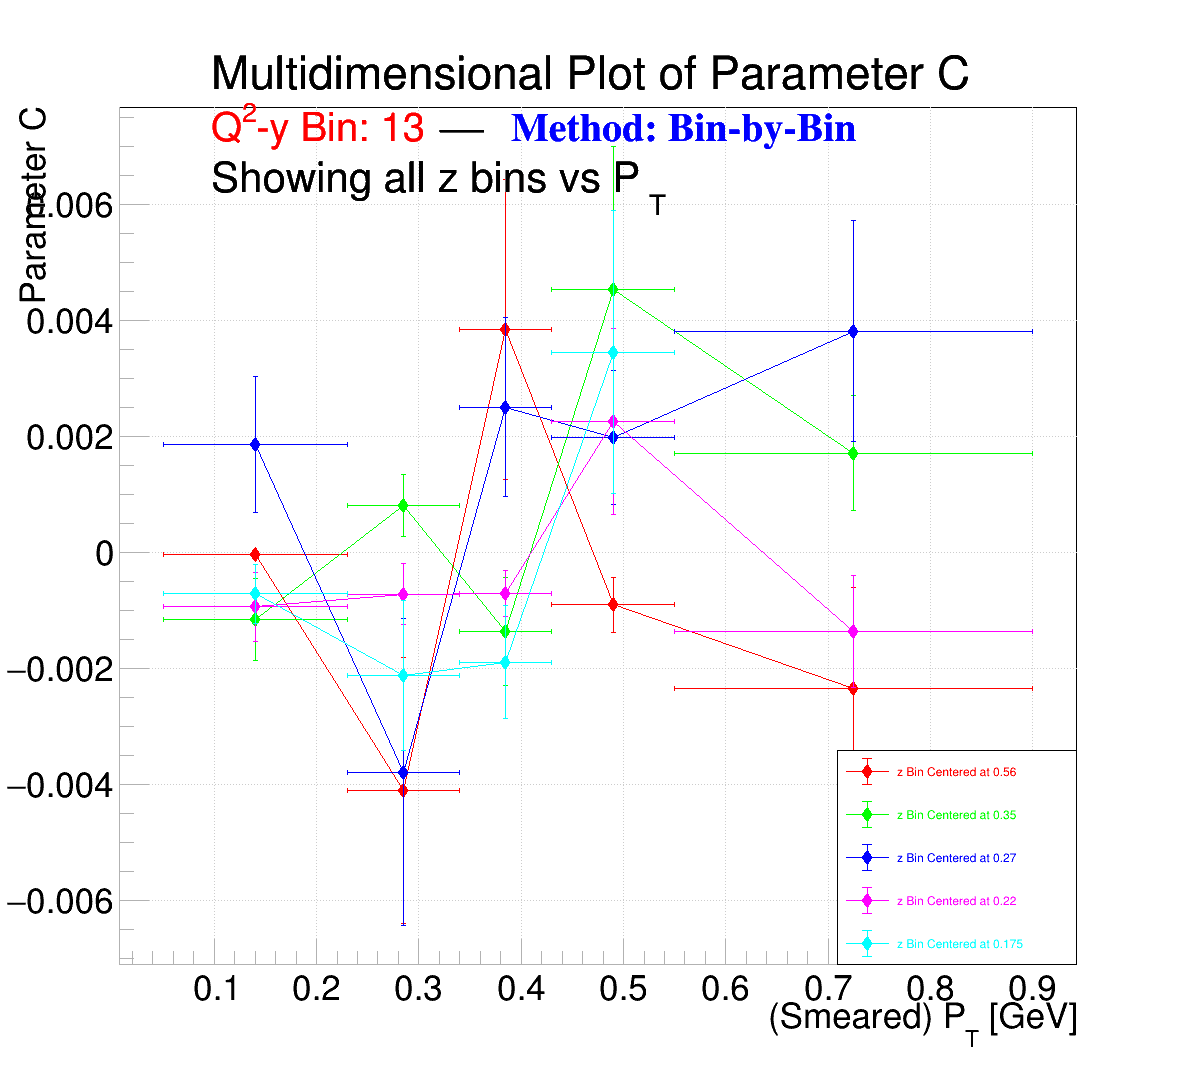 Multidimensional Plot of Parameter C
Q²-y Bin: 13 — Method: Bin-by-Bin
Showing all z bins vs P_T
Parameter C
0.006
0.004
0.002
0
−0.002
−0.004
−0.006
z Bin Centered at 0.56
z Bin Centered at 0.35
z Bin Centered at 0.27
z Bin Centered at 0.22
z Bin Centered at 0.175
0.1 0.2 0.3 0.4 0.5 0.6 0.7 0.8 0.9
(Smeared) P_T [GeV]